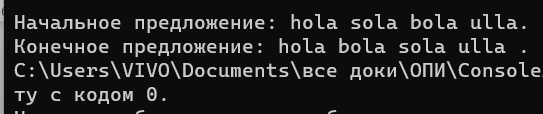 Начальное предложение: hola sola bola ulla.
Конечное предложение: hola bola sola ulla .
C:\Users\VIVO\Documents\все доки\ОПИ\Console
ту с кодом 0.